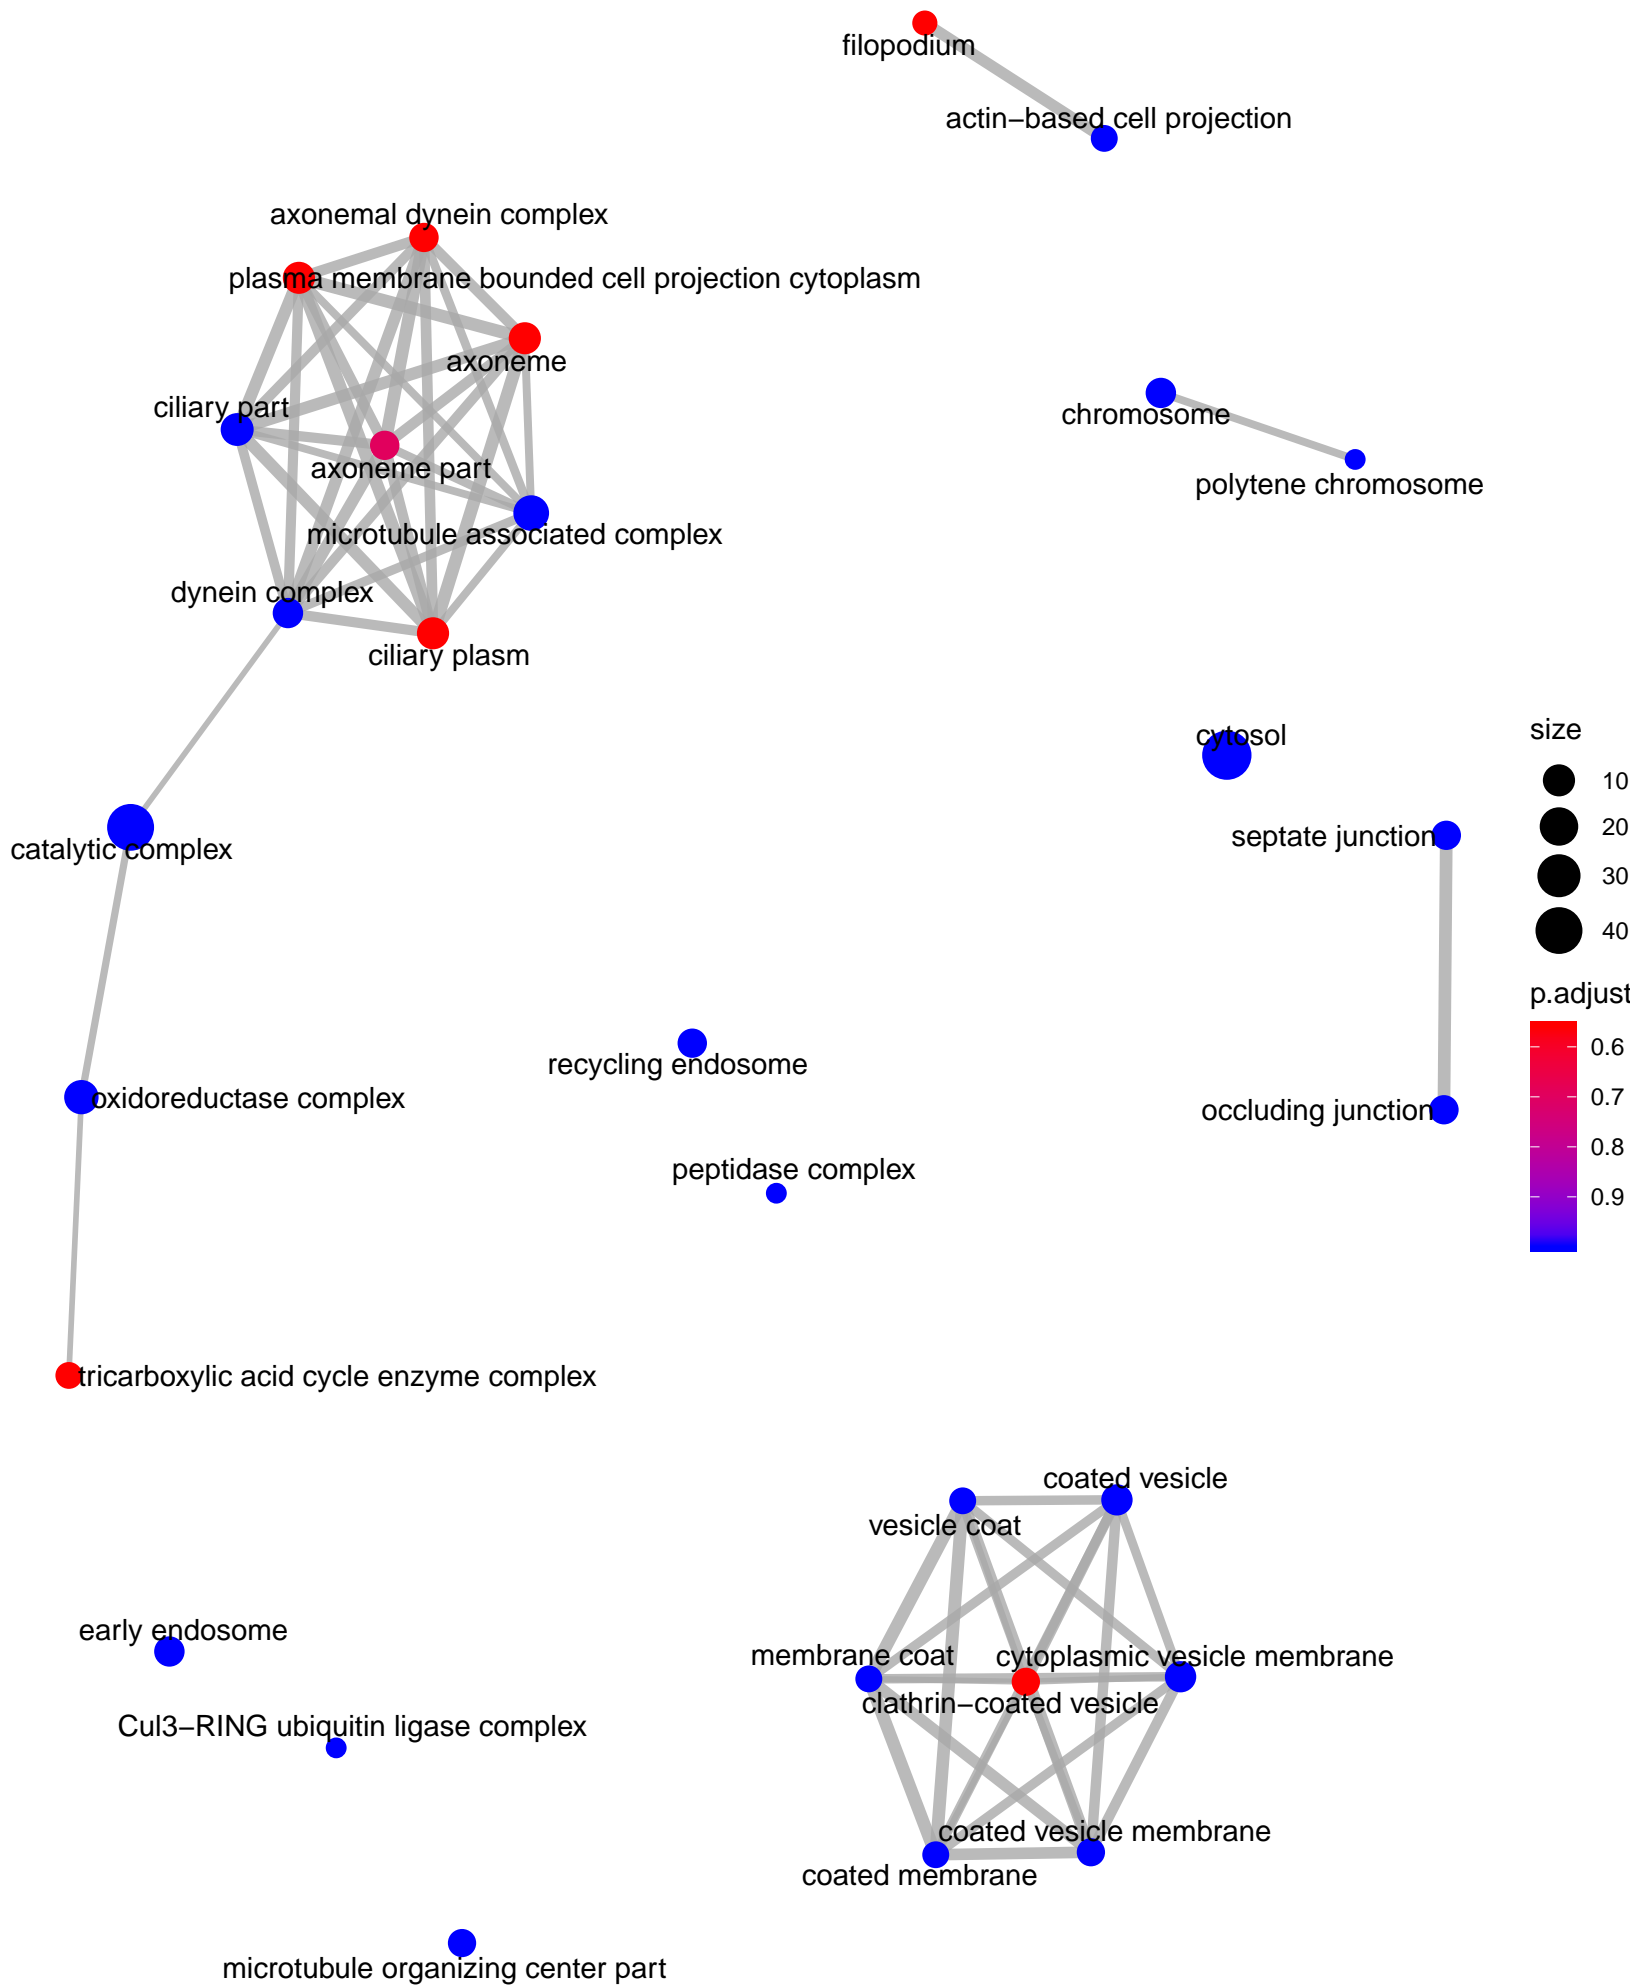 filopodium
actin−based cell projection
axonemal dynein complex
plasma membrane bounded cell projection cytoplasm
axoneme
ciliary part
chromosome
axoneme part
polytene chromosome
microtubule associated complex
dynein complex
ciliary plasm
cytosol
septate junction
catalytic complex
recycling endosome
oxidoreductase complex
occluding junction
peptidase complex
tricarboxylic acid cycle enzyme complex
coated vesicle
vesicle coat
early endosome
membrane coat
cytoplasmic vesicle membrane
clathrin−coated vesicle
Cul3−RING ubiquitin ligase complex
coated vesicle membrane
coated membrane
microtubule organizing center part
size
10
20
30
40
p.adjust
0.6
0.7
0.8
0.9